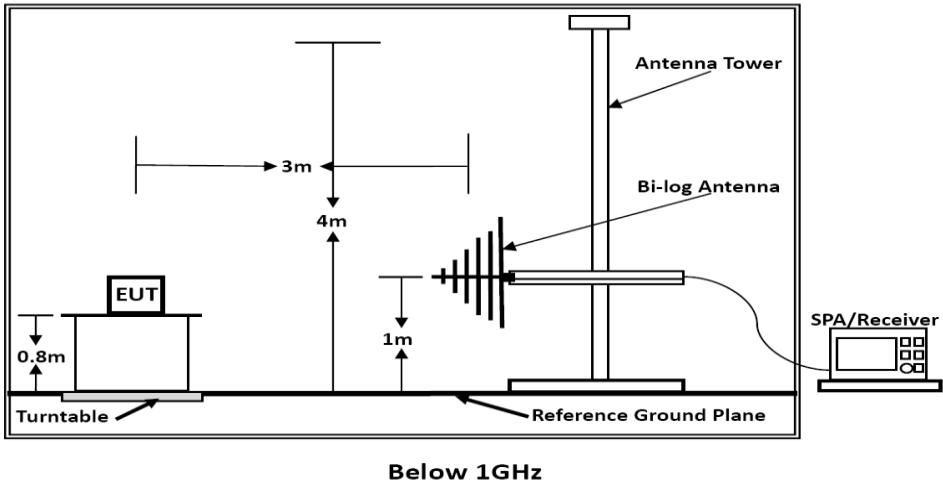 Antenna Tower
3m
Bi-log Antenna
4m
EUT
SPA/Receiver
0.8m
1m
Turntable
Reference Ground Plane
Below 1GHz